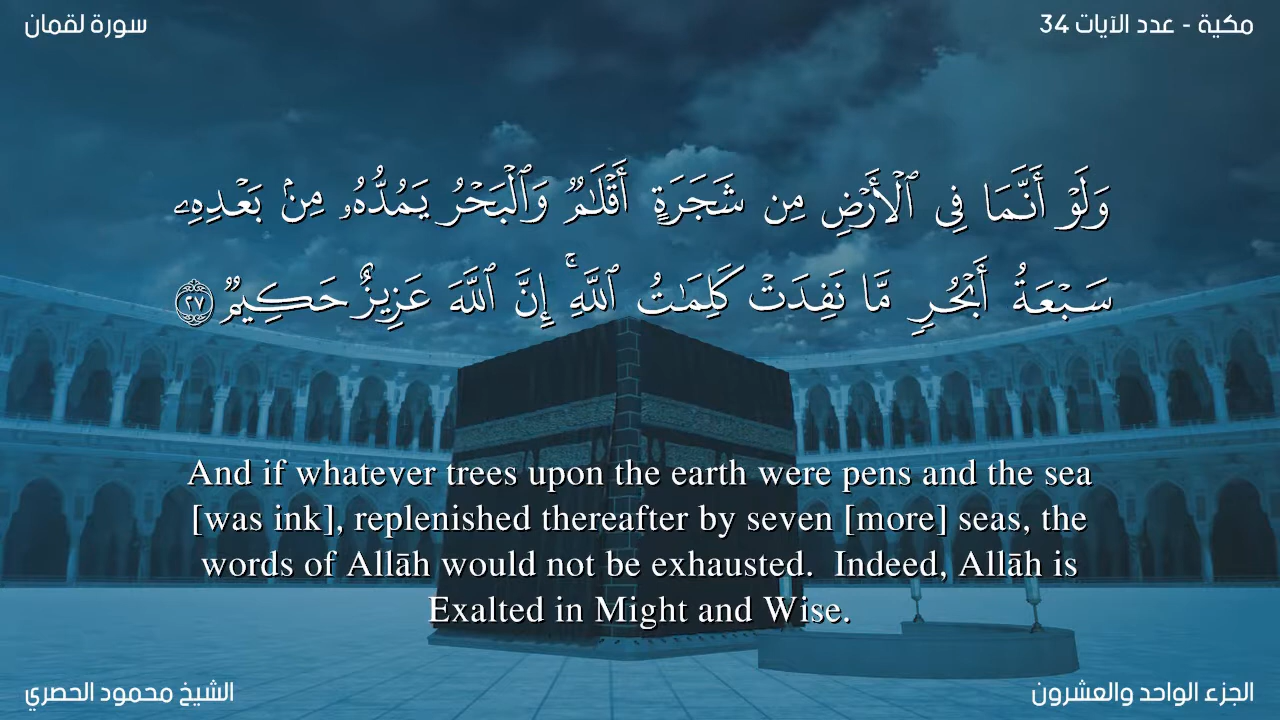 مكية - عدد الآيات 34
سورة لقمان
وَلَوْ أَنَّمَا فِى ٱلْأَرْضِ مِن شَجَرَةٍ أَقْلَـٰمٌ وَٱلْبَحْرُ يَمُدُّهُۥ مِنۢ بَعْدِهِۦ
سَبْعَةُ أَبْحُرٍ مَّا نَفِدَتْ كَلِمَـٰتُ ٱللَّهِ ۗ إِنَّ ٱللَّهَ عَزِيزٌ حَكِيمٌ ٢٧
And if whatever trees upon the earth were pens and the sea
[was ink], replenished thereafter by seven [more] seas, the
words of Allāh would not be exhausted. Indeed, Allāh is
Exalted in Might and Wise.
الجزء الواحد والعشرون
الشيخ محمود الحصري